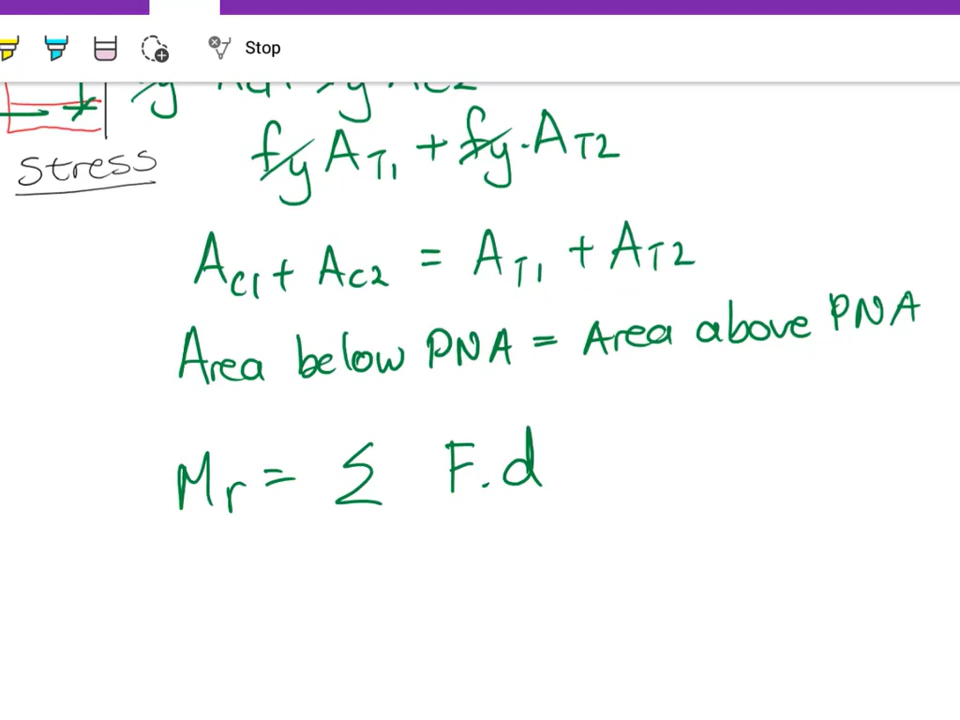 Stop
stress
fy AT1 + fy.AT2
AC1 + AC2 = AT1 + AT2
Area below PNA = Area above PNA
Mr = Σ F.d